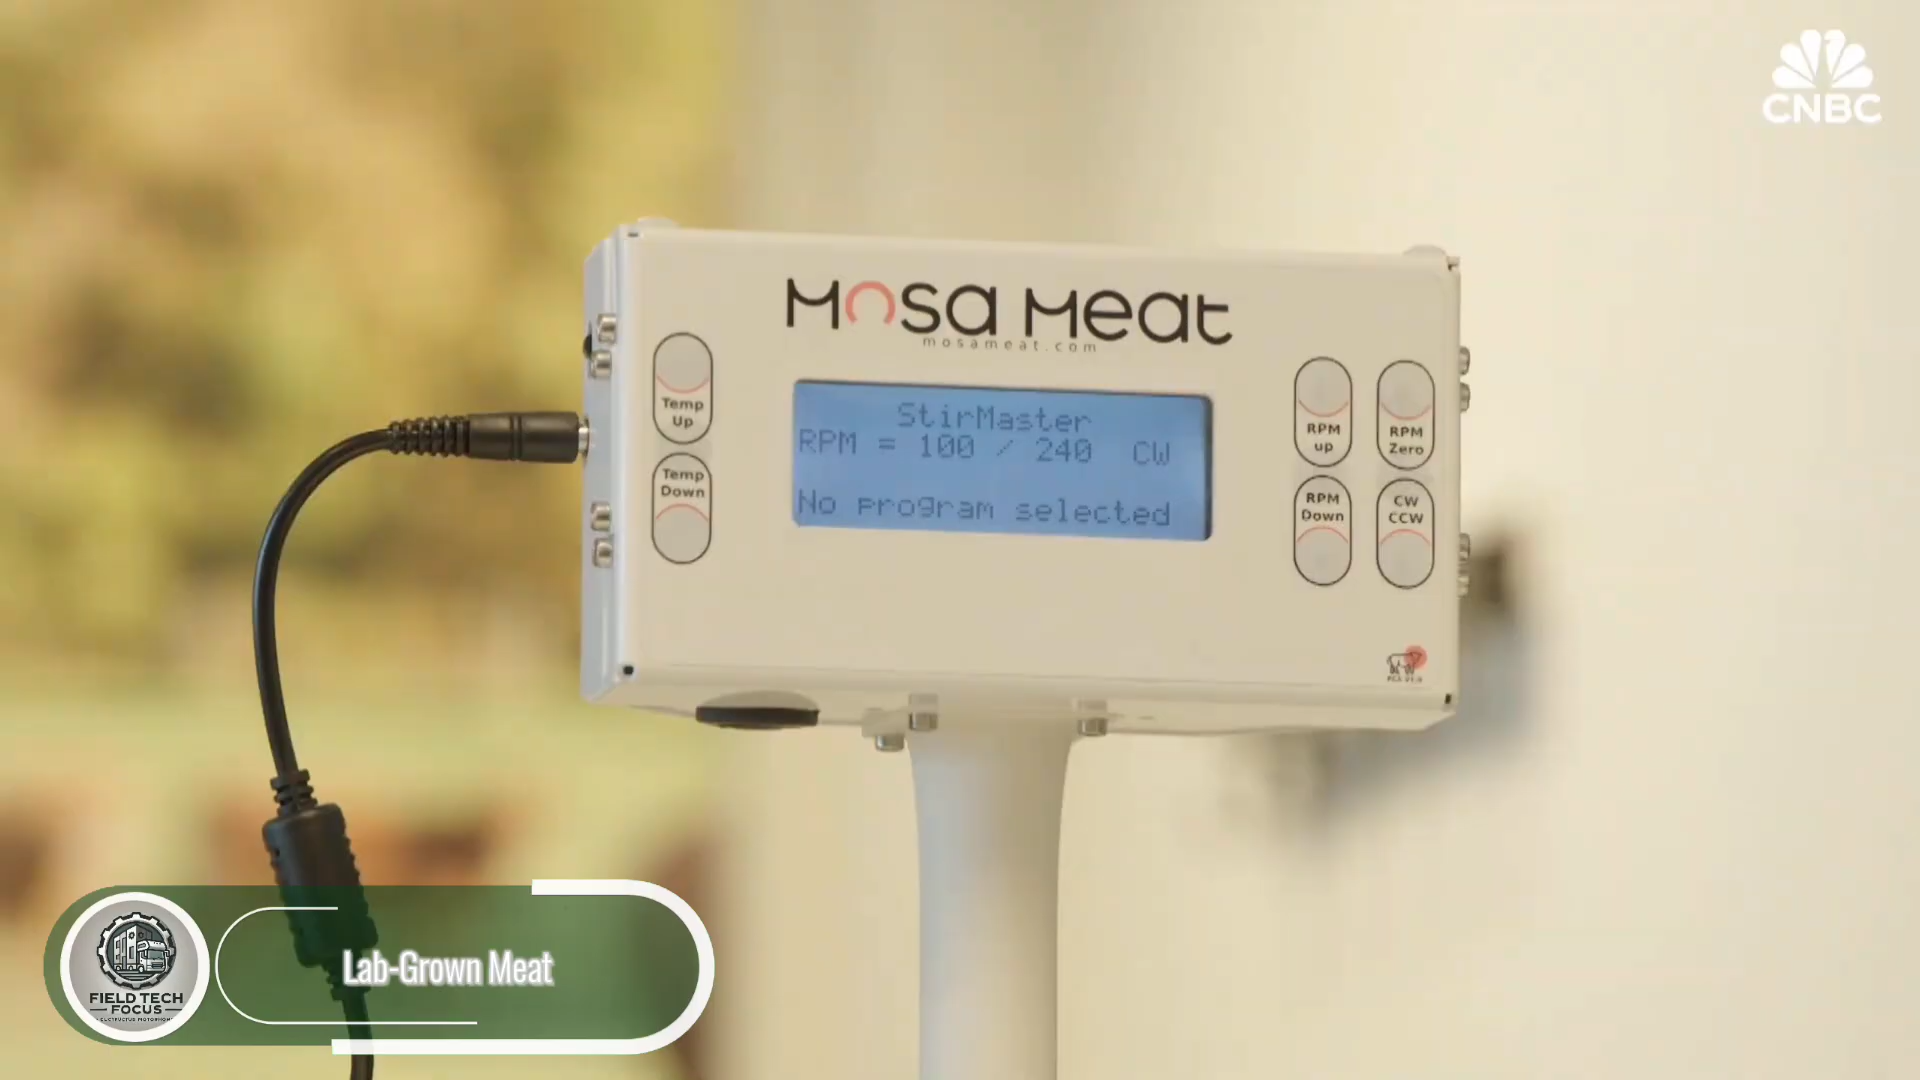 CNBC
Mosa Meat
mosameat.com
StirMaster
RPM = 100 / 240 CW
No program selected
Temp
Up
Temp
Down
RPM
up
RPM
Zero
RPM
Down
CW
CCW
Lab-Grown Meat
FIELD TECH
FOCUS